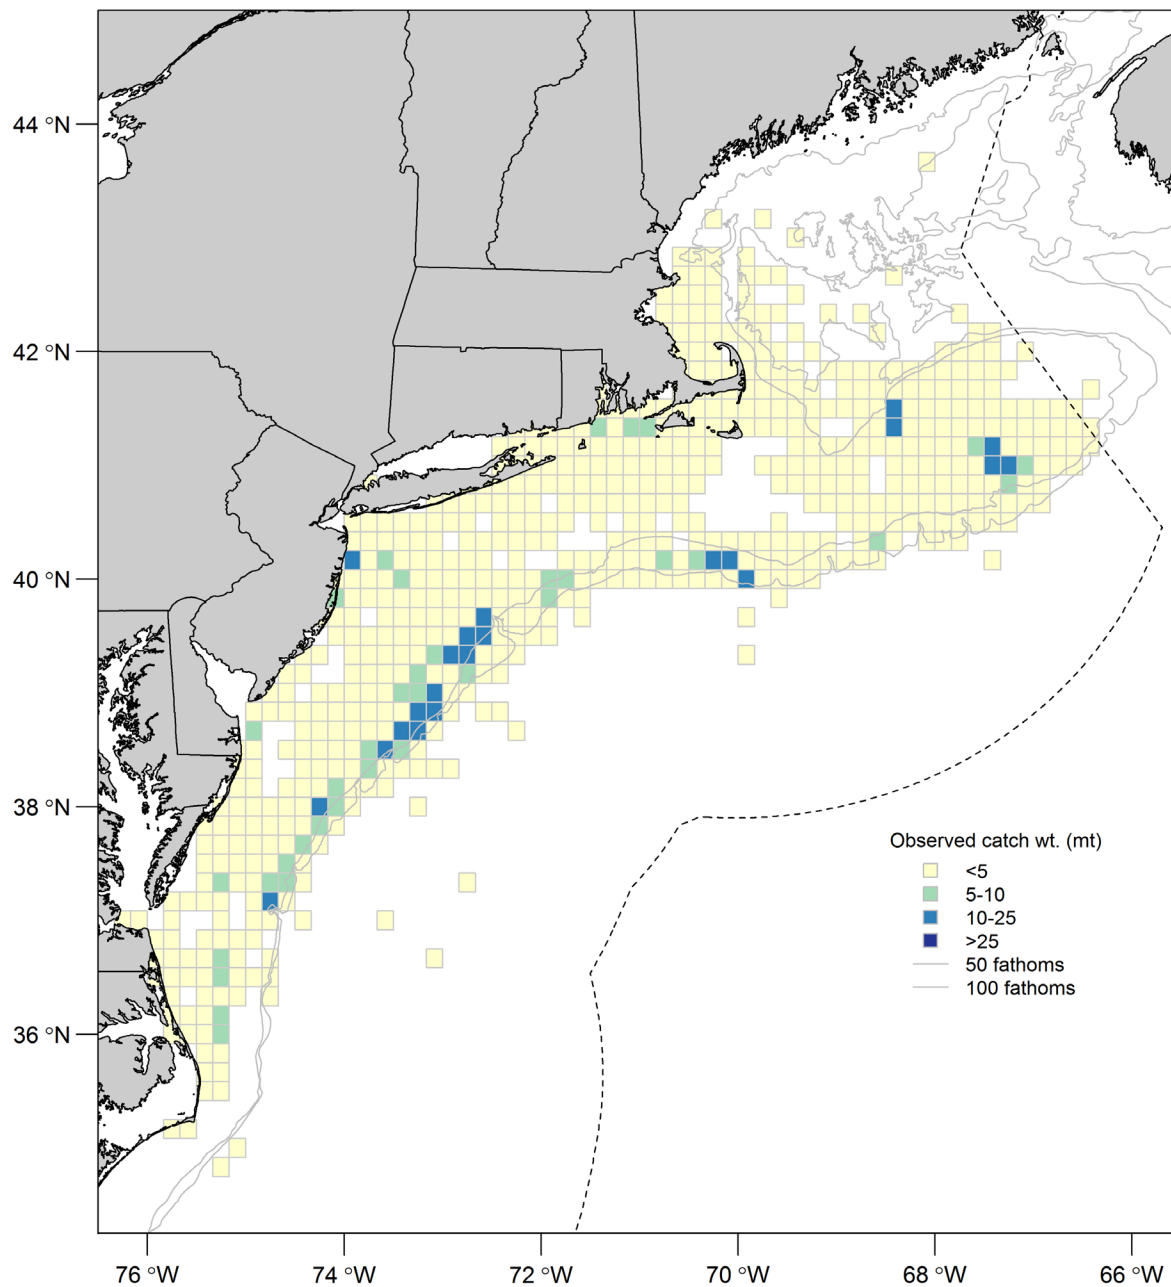 44 °N
42 °N
40 °N
38 °N
36 °N
Observed catch wt. (mt)
<5
5-10
10-25
>25
50 fathoms
100 fathoms
76 °W
74 °W
72 °W
70 °W
68 °W
66 °W